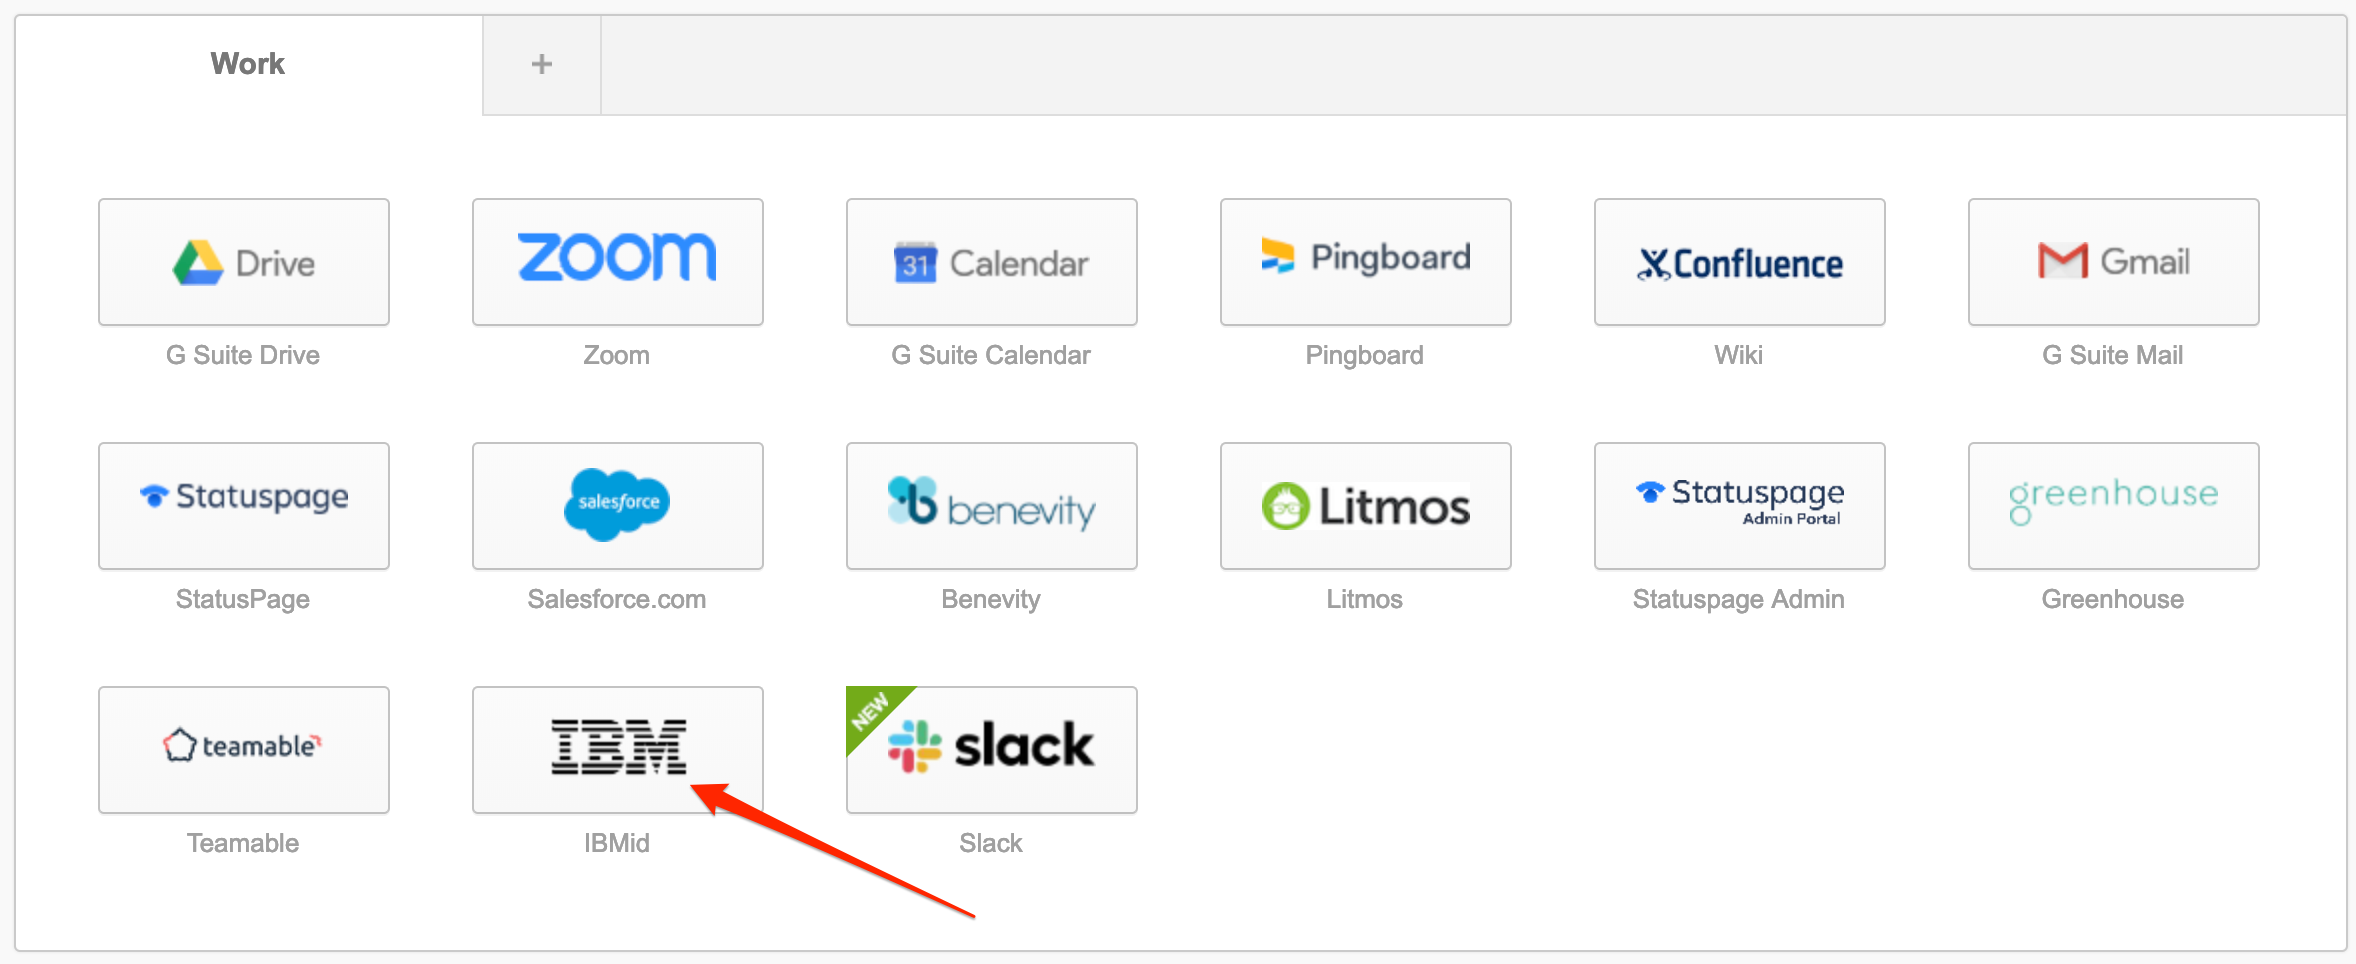 Work
+
Drive
zoom
31 Calendar
Pingboard
Confluence
Gmail
G Suite Drive
Zoom
G Suite Calendar
Pingboard
Wiki
G Suite Mail
Statuspage
salesforce
benevity
Litmos
Statuspage
Admin Portal
greenhouse
StatusPage
Salesforce.com
Benevity
Litmos
Statuspage Admin
Greenhouse
teamable
IBM
NEW
slack
Teamable
IBMid
Slack